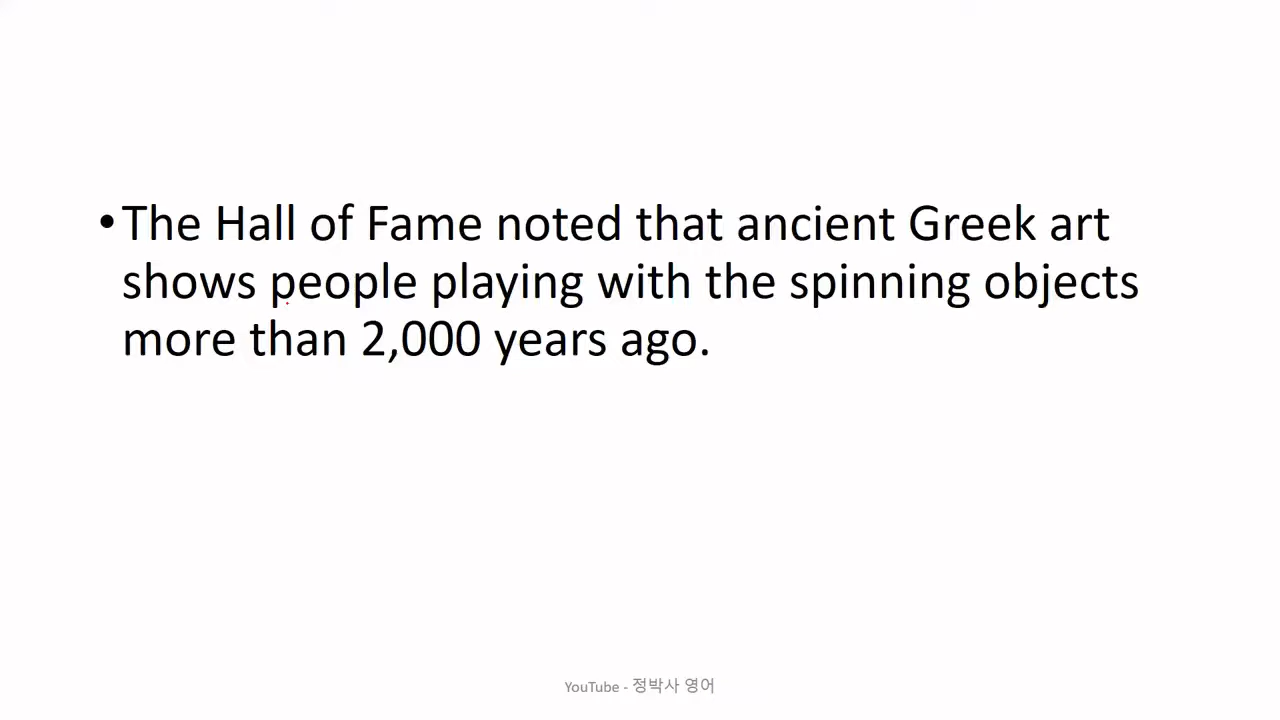 •The Hall of Fame noted that ancient Greek art
shows people playing with the spinning objects
more than 2,000 years ago.
YouTube - 정박사 영어